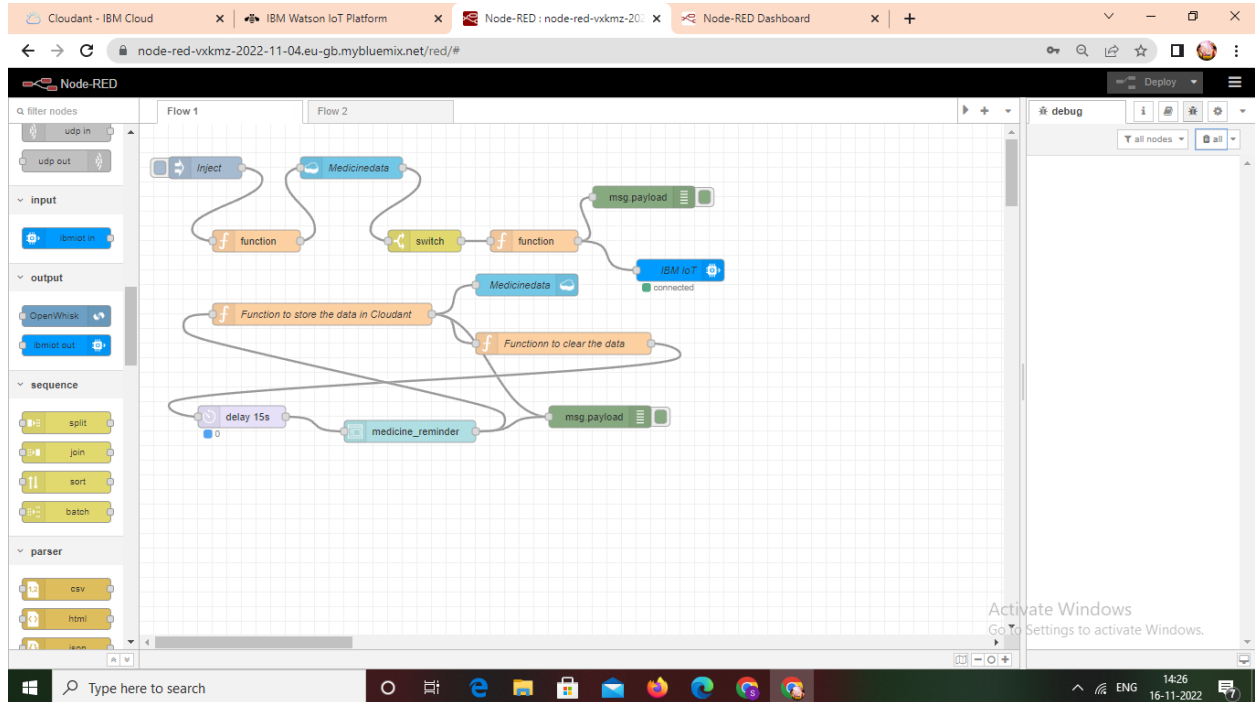 Cloudant - IBM Cloud
IBM Watson IoT Platform
Node-RED : node-red-vxkmz-202
Node-RED Dashboard
node-red-vxkmz-2022-11-04.eu-gb.mybluemix.net/red/#
Node-RED
Deploy
filter nodes
Flow 1
Flow 2
debug
all nodes
all
udp in
udp out
input
ibmiot in
output
OpenWhisk
ibmiot out
sequence
split
join
sort
batch
parser
csv
html
json
Inject
Medicinedata
msg.payload
function
switch
function
IBM IoT
connected
Medicinedata
Function to store the data in Cloudant
Functionn to clear the data
delay 15s
0
medicine_reminder
msg.payload
Activate Windows
Go to Settings to activate Windows.
Type here to search
ENG
14:26
16-11-2022
7